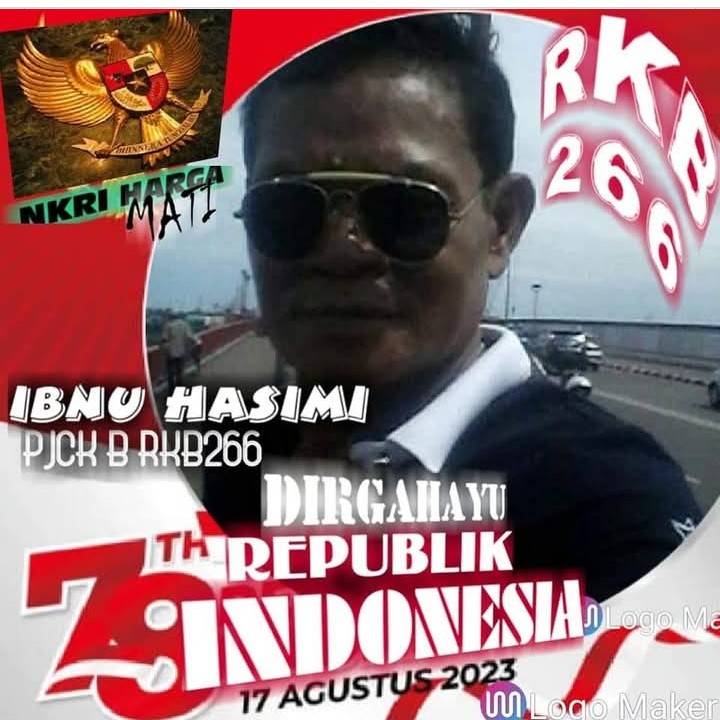 RKB
266
NKRI HARGA
MATI
IBNU HASIMI
PJCK B RKB266
DIRGAHAYU
78 TH REPUBLIK
INDONESIA
17 AGUSTUS 2023
Logo Ma
Logo Maker